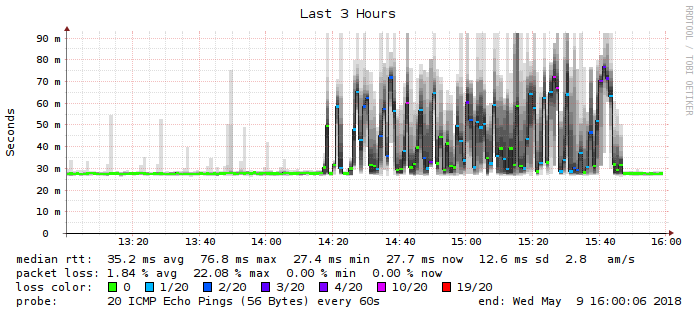 Last 3 Hours
RRDTOOL / TOBI OETIKER
Seconds
90 m
80 m
70 m
60 m
50 m
40 m
30 m
20 m
10 m
0
13:20 13:40 14:00 14:20 14:40 15:00 15:20 15:40 16:00
median rtt: 35.2 ms avg 76.8 ms max 27.4 ms min 27.7 ms now 12.6 ms sd 2.8 am/s
packet loss: 1.84 % avg 22.08 % max 0.00 % min 0.00 % now
loss color: 0 1/20 2/20 3/20 4/20 10/20 19/20
probe: 20 ICMP Echo Pings (56 Bytes) every 60s end: Wed May 9 16:00:06 2018